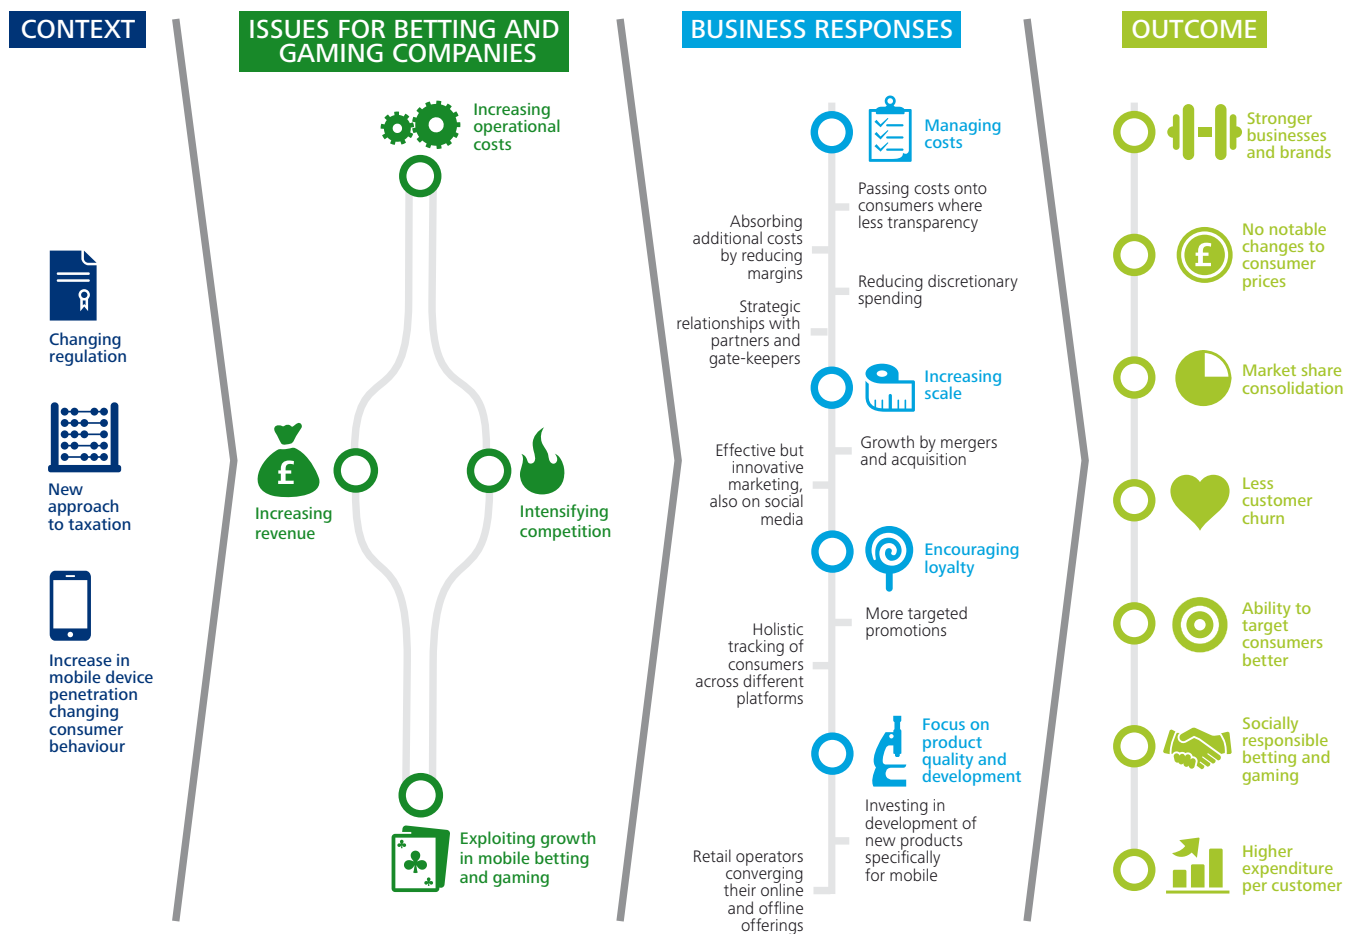 CONTEXT
Changing
regulation
New
approach
to taxation
Increase in
mobile device
penetration
changing
consumer
behaviour
ISSUES FOR BETTING AND
GAMING COMPANIES
Increasing
operational
costs
£
Increasing
revenue
Intensifying
competition
Exploiting growth
in mobile betting
and gaming
BUSINESS RESPONSES
Managing
costs
Passing costs onto
consumers where
less transparency
Absorbing
additional costs
by reducing
margins
Reducing discretionary
spending
Strategic
relationships with
partners and
gate-keepers
Increasing
scale
Growth by mergers
and acquisition
Effective but
innovative
marketing,
also on social
media
Encouraging
loyalty
More targeted
promotions
Holistic
tracking of
consumers
across different
platforms
Focus on
product
quality and
development
Investing in
development of
new products
specifically
for mobile
Retail operators
converging
their online
and offline
offerings
OUTCOME
Stronger
businesses
and brands
£
No notable
changes to
consumer
prices
Market share
consolidation
Less
customer
churn
Ability to
target
consumers
better
Socially
responsible
betting and
gaming
Higher
expenditure
per customer